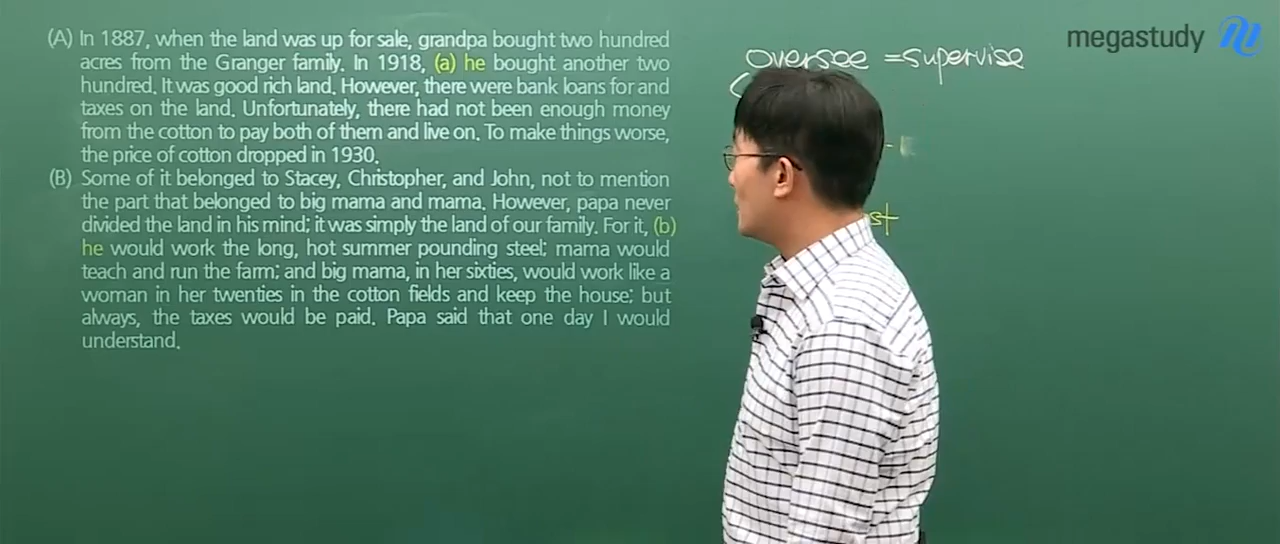 megastudy
(A) In 1887, when the land was up for sale, grandpa bought two hundred
acres from the Granger family. In 1918, (a) he bought another two
hundred. It was good rich land. However, there were bank loans for and
taxes on the land. Unfortunately, there had not been enough money
from the cotton to pay both of them and live on. To make things worse,
the price of cotton dropped in 1930.
(B) Some of it belonged to Stacey, Christopher, and John, not to mention
the part that belonged to big mama and mama. However, papa never
divided the land in his mind; it was simply the land of our family. For it, (b)
he would work the long, hot summer pounding steel; mama would
teach and run the farm; and big mama, in her sixties, would work like a
woman in her twenties in the cotton fields and keep the house; but
always, the taxes would be paid. Papa said that one day I would
understand.
oversee = supervise
st